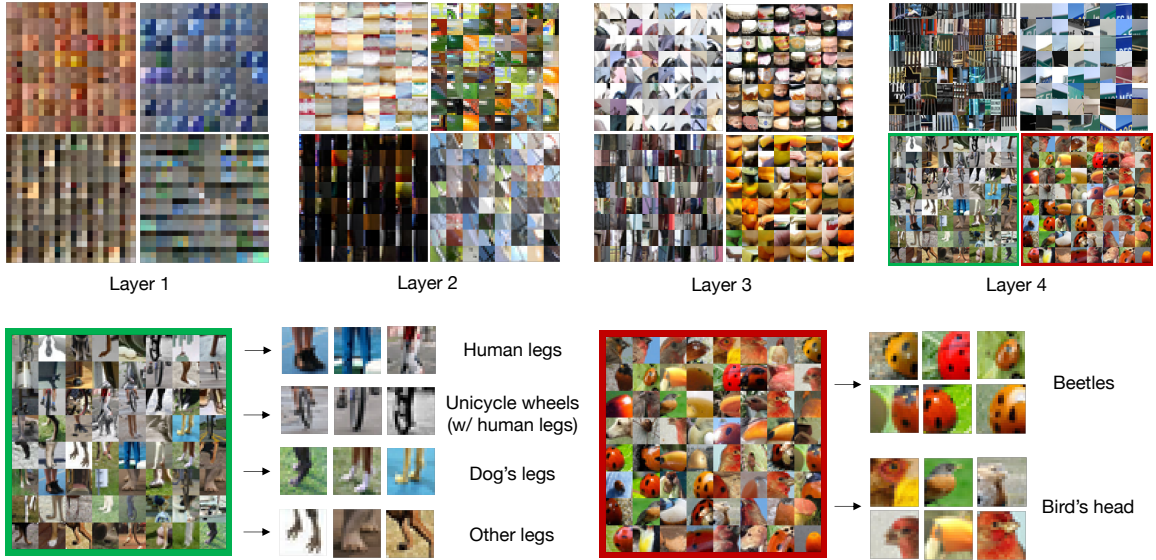 Layer 1
Layer 2
Layer 3
Layer 4
Human legs
Unicycle wheels
(w/ human legs)
Dog's legs
Other legs
Beetles
Bird's head